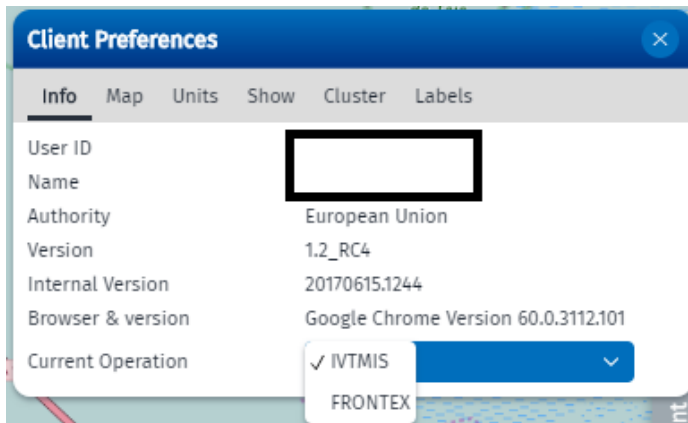 Client Preferences
Info Map Units Show Cluster Labels
User ID
Name
Authority European Union
Version 1.2_RC4
Internal Version 20170615.1244
Browser & version Google Chrome Version 60.0.3112.101
Current Operation ✓ IVTMIS
FRONTEX